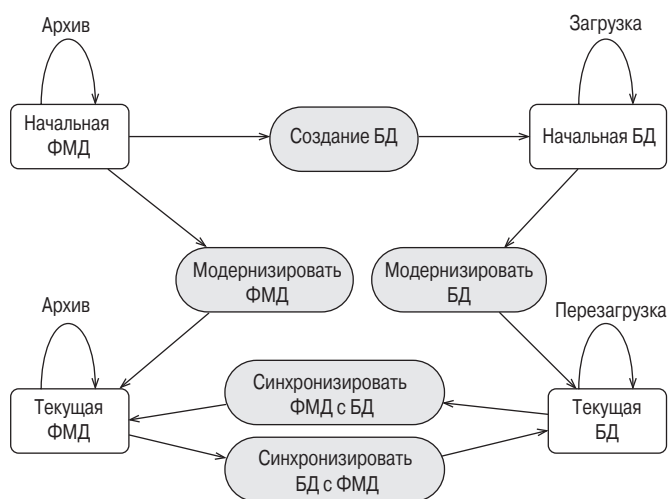 Архив
Загрузка
Начальная
ФМД
Создание БД
Начальная БД
Модернизировать
ФМД
Модернизировать
БД
Архив
Перезагрузка
Текущая
ФМД
Синхронизировать
ФМД с БД
Текущая
БД
Синхронизировать
БД с ФМД